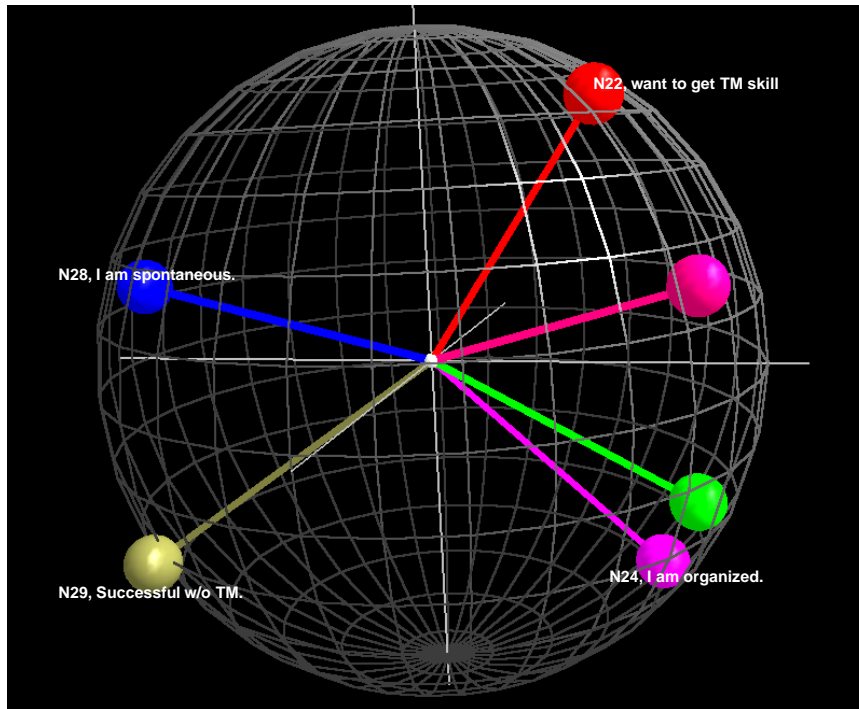 N22, want to get TM skill
N28, I am spontaneous.
N24, I am organized.
N29, Successful w/o TM.